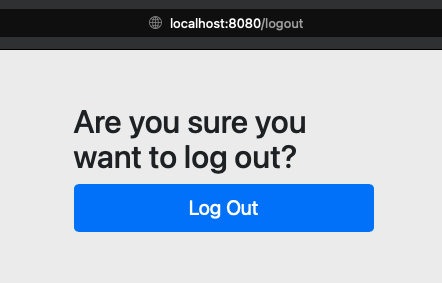 localhost:8080/logout
Are you sure you
want to log out?
Log Out